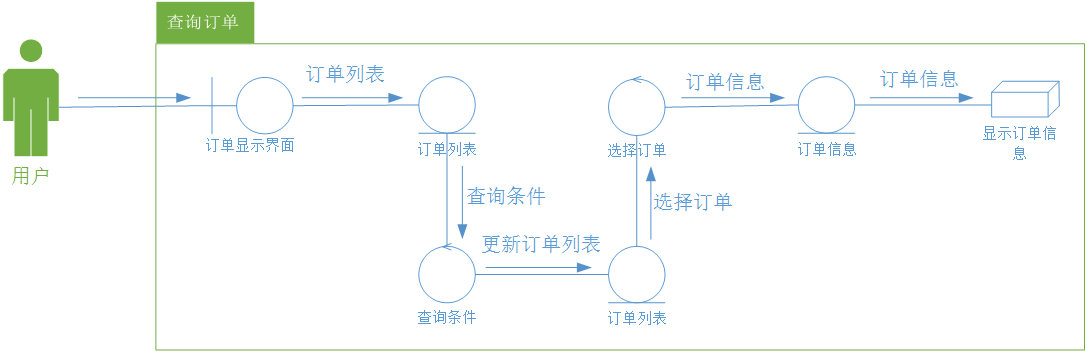 查询订单
用户
订单显示界面
订单列表
订单列表
查询条件
查询条件
更新订单列表
订单列表
选择订单
选择订单
订单信息
订单信息
订单信息
显示订单信
息